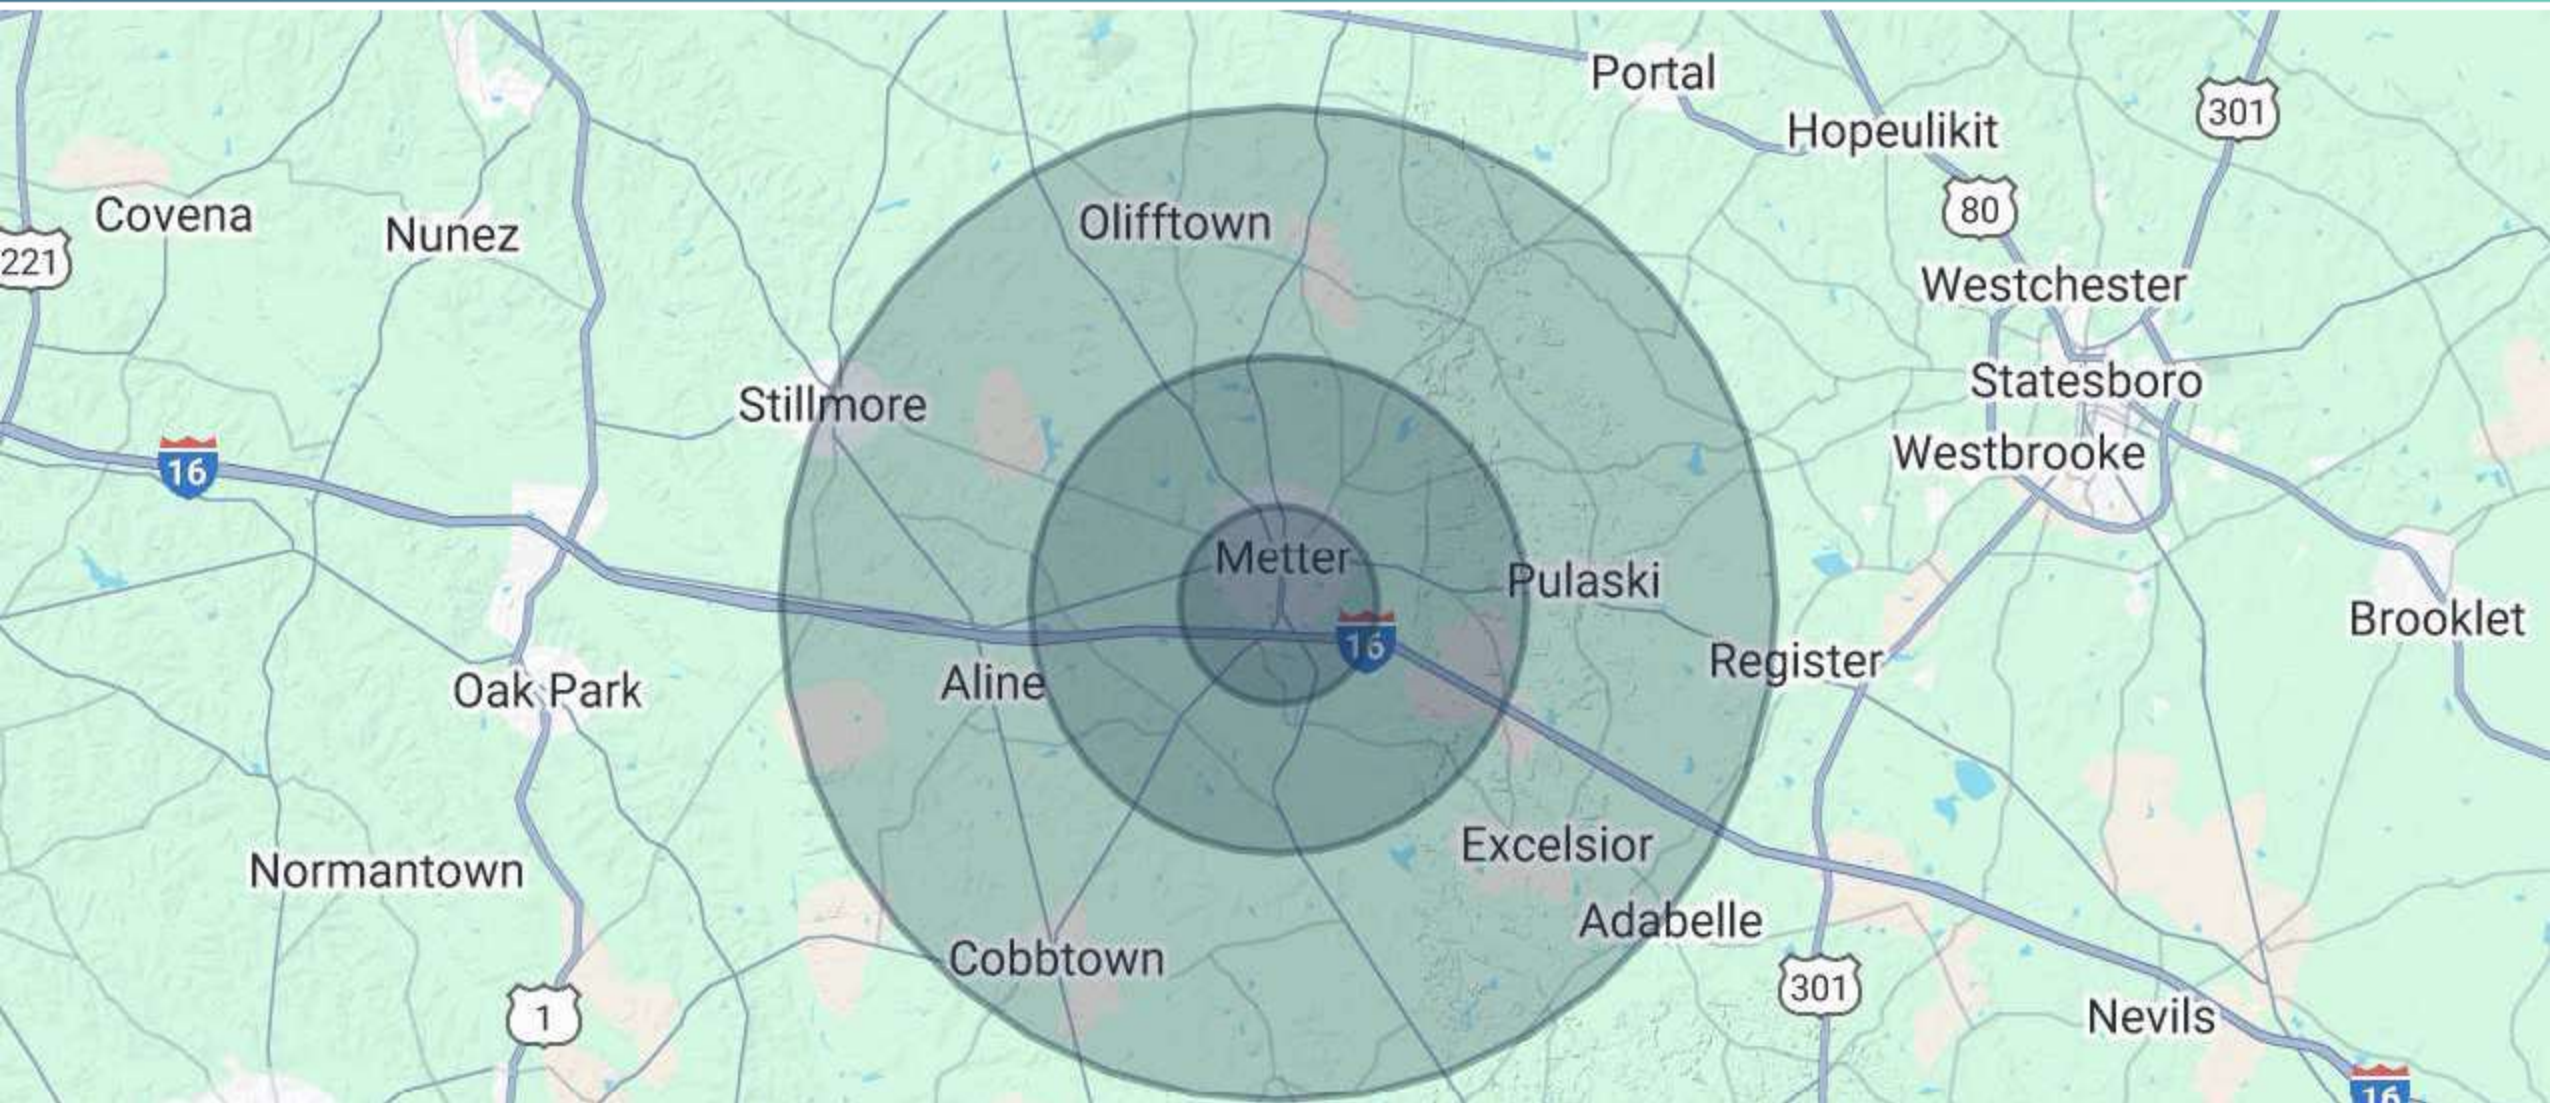 Portal
301
Hopeulikit
80
Covena
Nunez
Olifftown
221
Westchester
Statesboro
Stillmore
Westbrooke
16
Metter
Pulaski
Brooklet
16
Register
Aline
Oak Park
Excelsior
Normantown
Adabelle
Cobbtown
301
1
Nevils
16